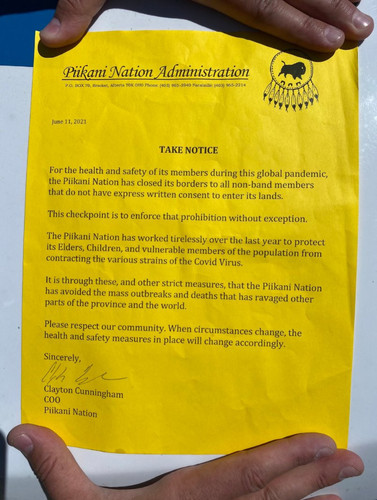 Piikani Nation Administration
June 11, 2021
TAKE NOTICE
For the health and safety of its members during this global pandemic,
the Piikani Nation has closed its borders to all non-band members
that do not have express written consent to enter its lands.
This checkpoint is to enforce that prohibition without exception.
The Piikani Nation has worked tirelessly over the last year to protect
its Elders, Children, and vulnerable members of the population from
contracting the various strains of the Covid Virus.
It is through these, and other strict measures, that the Piikani Nation
has avoided the mass outbreaks and deaths that has ravaged other
parts of the province and the world.
Please respect our community. When circumstances change, the
health and safety measures in place will change accordingly.
Sincerely,
Clayton Cunningham
COO
Piikani Nation